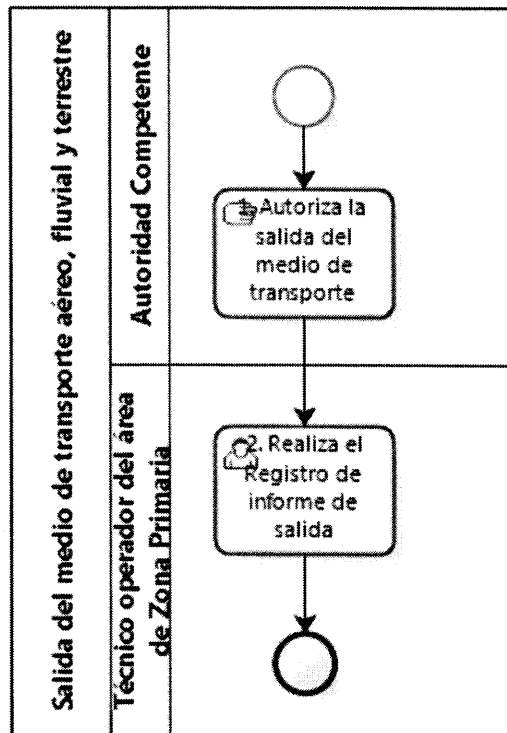 Salida del medio de transporte aéreo, fluvial y terrestre
Autoridad Competente
1. Autoriza la
salida del
medio de
transporte
Técnico operador del área
de Zona Primaria
2. Realiza el
Registro de
informe de
salida